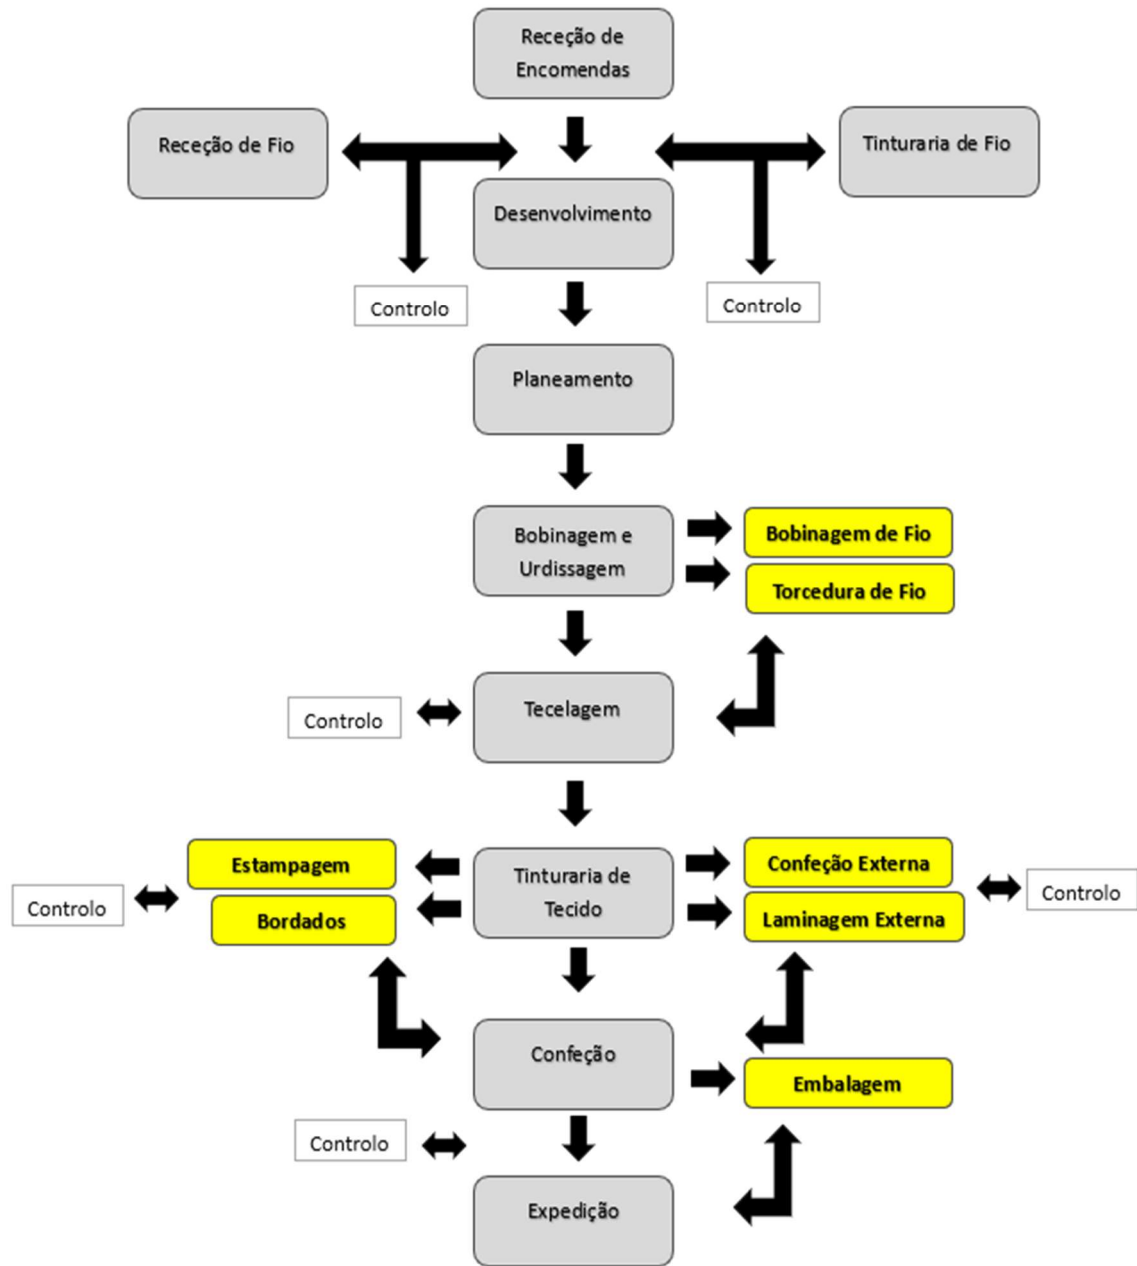 Receção de
Encomendas
Receção de Fio
Tinturaria de Fio
Desenvolvimento
Controlo
Controlo
Planeamento
Bobinagem e
Urdissagem
Bobinagem de Fio
Torcedura de Fio
Controlo
Tecelagem
Estampagem
Bordados
Controlo
Tinturaria de
Tecido
Confeção Externa
Laminagem Externa
Controlo
Confeção
Embalagem
Controlo
Expedição